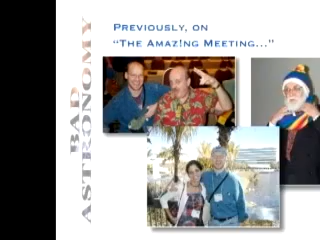 Previously, on
"The Amaz!ng Meeting..."
BAD
ASTRONOMY